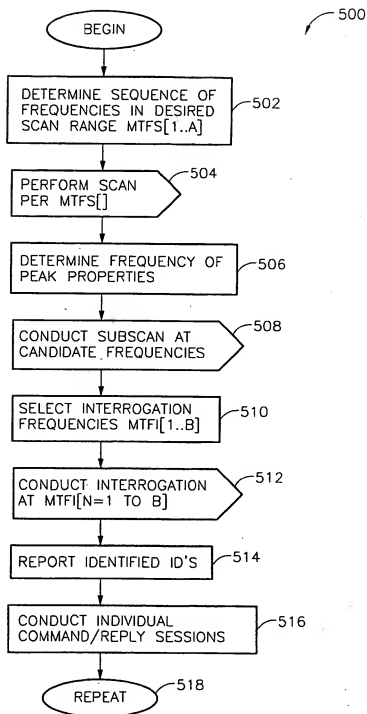 500
BEGIN
DETERMINE SEQUENCE OF
FREQUENCIES IN DESIRED
SCAN RANGE MTFS[1..A]
502
PERFORM SCAN
PER MTFS[]
504
DETERMINE FREQUENCY OF
PEAK PROPERTIES
506
CONDUCT SUBSCAN AT
CANDIDATE FREQUENCIES
508
SELECT INTERROGATION
FREQUENCIES MTFI[1..B]
510
CONDUCT INTERROGATION
AT MTFI[N=1 TO B]
512
REPORT IDENTIFIED ID'S
514
CONDUCT INDIVIDUAL
COMMAND/REPLY SESSIONS
516
REPEAT
518